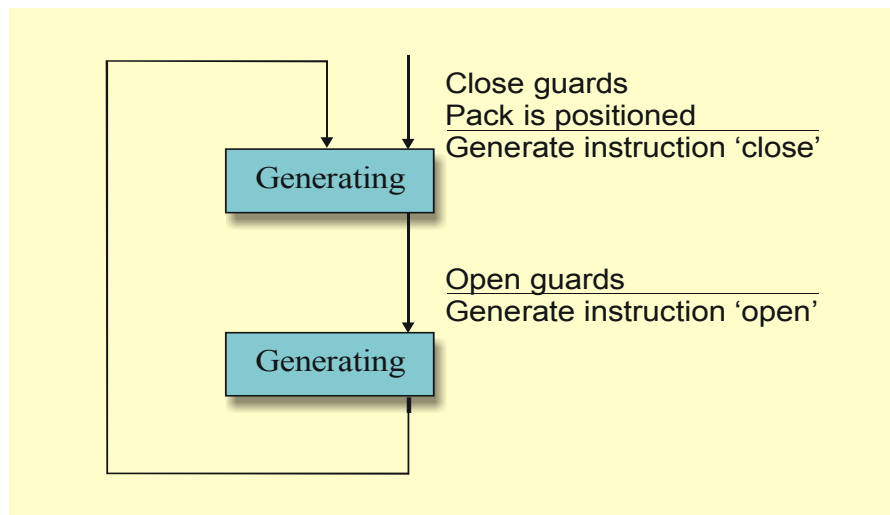 Close guards
Pack is positioned
Generate instruction ‘close’
Generating
Open guards
Generate instruction ‘open’
Generating